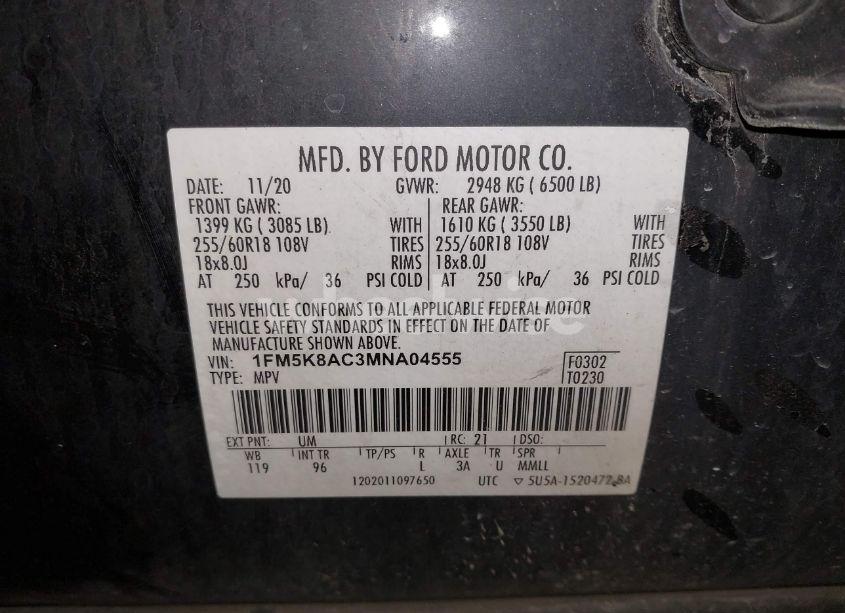 MFD. BY FORD MOTOR CO.
DATE: 11/20 GVWR: 2948 KG ( 6500 LB)
FRONT GAWR: REAR GAWR:
1399 KG ( 3085 LB) WITH 1610 KG ( 3550 LB) WITH
255/60R18 108V TIRES 255/60R18 108V TIRES
18x8.0J RIMS 18x8.0J RIMS
AT 250 kPa/ 36 PSI COLD AT 250 kPa/ 36 PSI COLD
THIS VEHICLE CONFORMS TO ALL APPLICABLE FEDERAL MOTOR
VEHICLE SAFETY STANDARDS IN EFFECT ON THE DATE OF
MANUFACTURE SHOWN ABOVE.
VIN: 1FM5K8AC3MNA04555 F0302
TYPE: MPV T0230
EXT PNT: UM RC: 21 DSO:
WB INT TR TP/PS R AXLE TR SPR
119 96 L 3A U MMLL
1202011097650 UTC ▽ 5U5A-1520472-BA